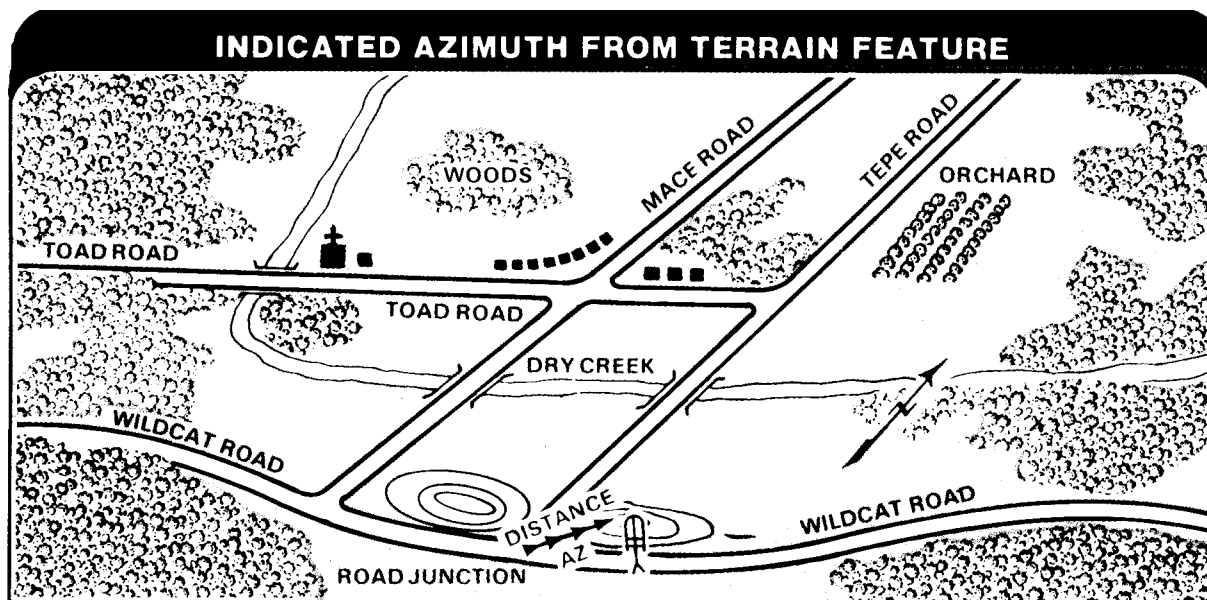 INDICATED AZIMUTH FROM TERRAIN FEATURE
WOODS
MACE ROAD
TEPE ROAD
ORCHARD
TOAD ROAD
TOAD ROAD
DRY CREEK
N
WILDCAT ROAD
DISTANCE
WILDCAT ROAD
AZ
ROAD JUNCTION